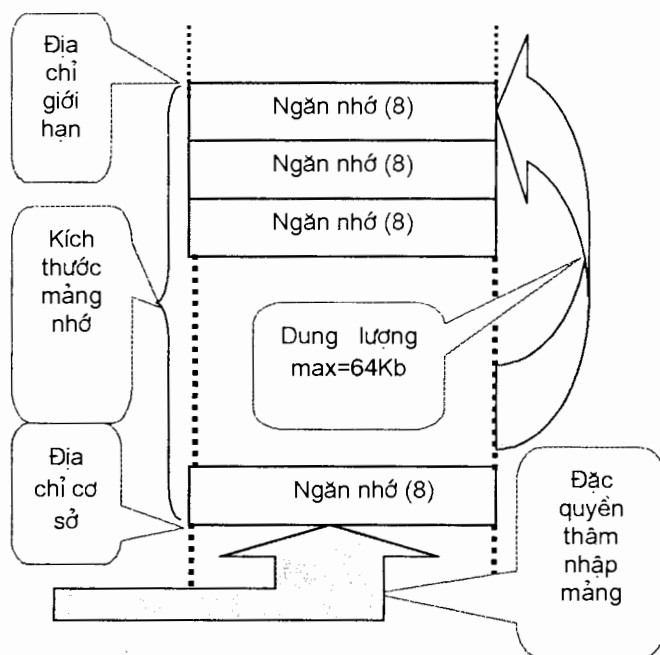 Địa
chỉ
giới
hạn
Ngăn nhớ (8)
Ngăn nhớ (8)
Ngăn nhớ (8)
Kích
thước
mảng
nhớ
Dung lượng
max=64Kb
Địa
chỉ cơ
sở
Ngăn nhớ (8)
Đặc
quyền
thâm
nhập
mảng